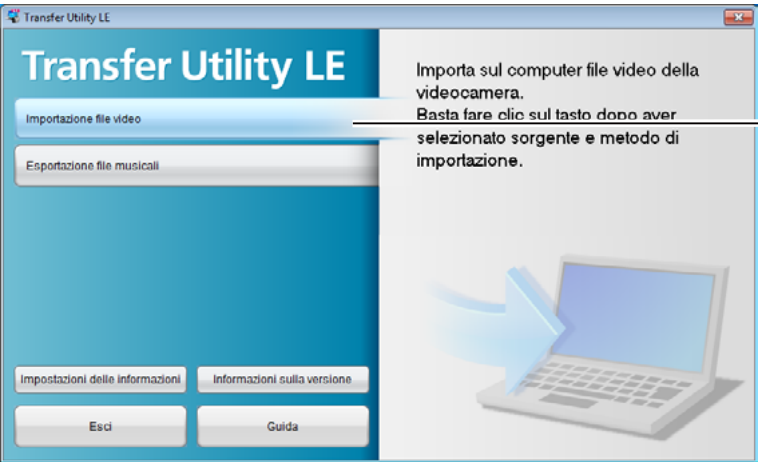 Transfer Utility LE
Transfer Utility LE
Importazione file video
Esportazione file musicali
Importa sul computer file video della
videocamera.
Basta fare clic sul tasto dopo aver
selezionato sorgente e metodo di
importazione.
Impostazioni delle informazioni
Informazioni sulla versione
Esci
Guida